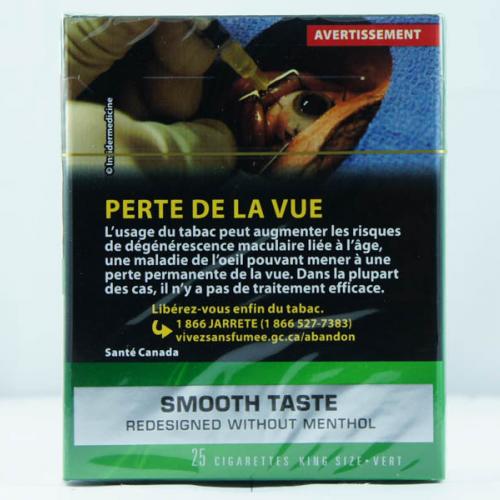 AVERTISSEMENT
© Insidermedicine
PERTE DE LA VUE
L'usage du tabac peut augmenter les risques
de dégénérescence maculaire liée à l'âge,
une maladie de l'oeil pouvant mener à une
perte permanente de la vue. Dans la plupart
des cas, il n'y a pas de traitement efficace.
Libérez-vous enfin du tabac.
1 866 JARRETE (1 866 527-7383)
vivezsansfumee.gc.ca/abandon
Santé Canada
SMOOTH TASTE
REDESIGNED WITHOUT MENTHOL
25 CIGARETTES KING SIZE • VERT